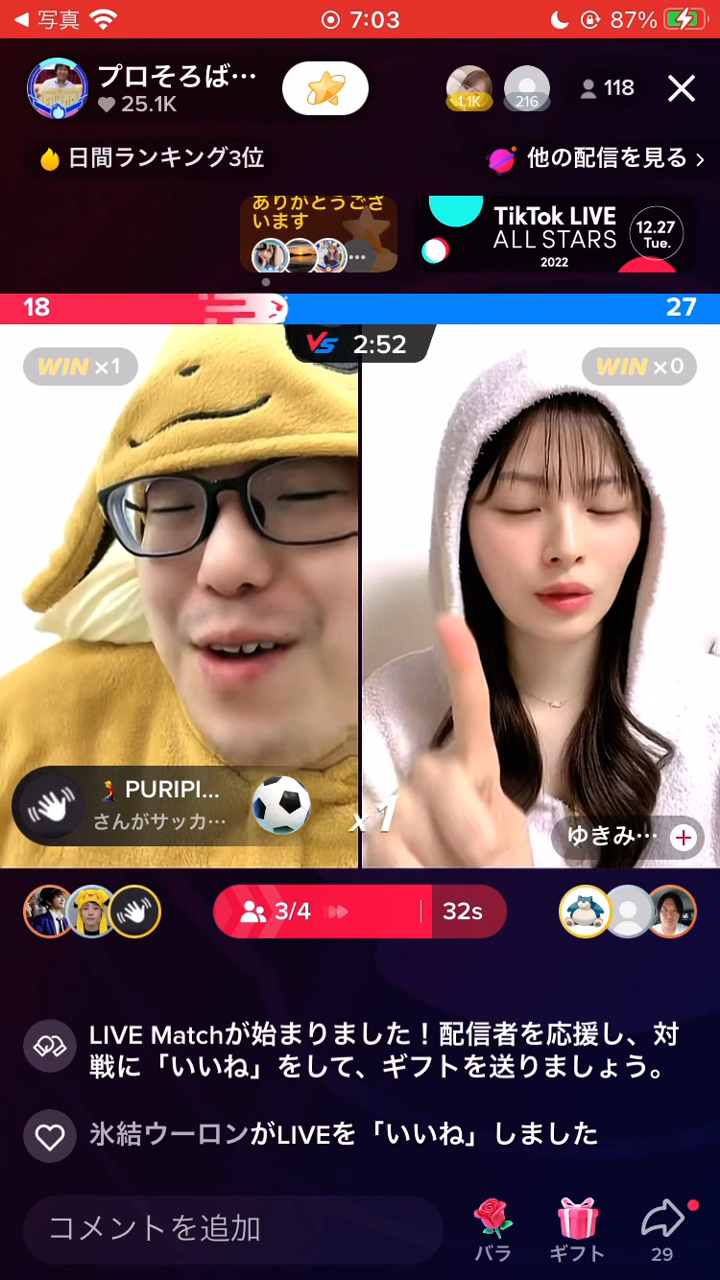 写真
7:03
87%
プロそろば…
25.1K
1.1K
216
118
日間ランキング3位
他の配信を見る
ありがとうござ
います
TikTok LIVE
ALL STARS
2022
12.27
Tue.
18
27
WIN ×1
VS 2:52
WIN ×0
PURIPI...
さんがサッカ…
x1
ゆきみ…
3/4
32s
LIVE Matchが始まりました！配信者を応援し、対
戦に「いいね」をして、ギフトを送りましょう。
氷結ウーロンがLIVEを「いいね」しました
コメントを追加
バラ
ギフト
29